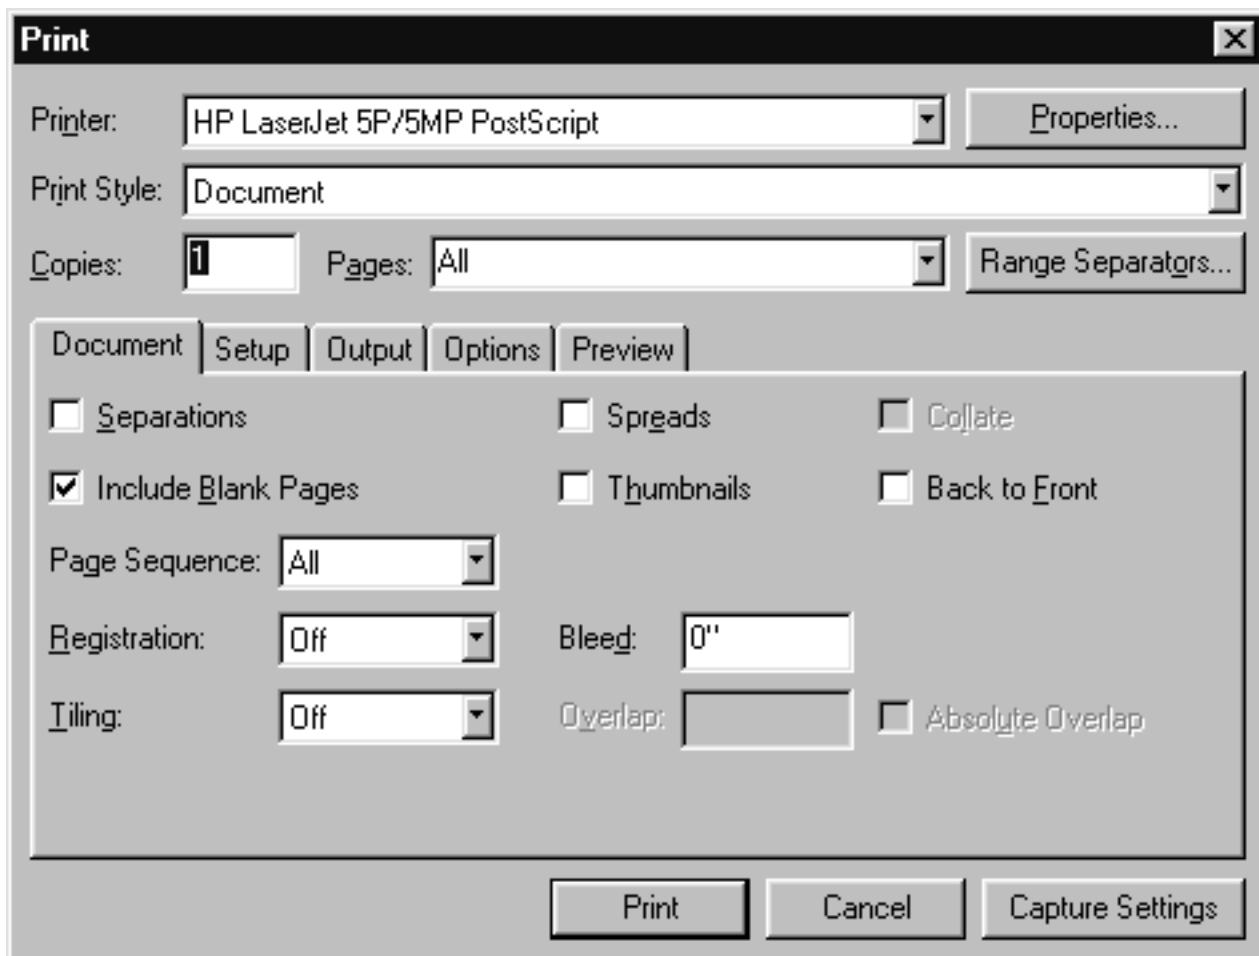 Print
Printer: HP LaserJet 5P/5MP PostScript Properties...
Print Style: Document
Copies: 1 Pages: All Range Separators...
Document Setup Output Options Preview
Separations Spreads Collate
Include Blank Pages Thumbnails Back to Front
Page Sequence: All
Registration: Off Bleed: 0"
Tiling: Off Overlap: Absolute Overlap
Print Cancel Capture Settings